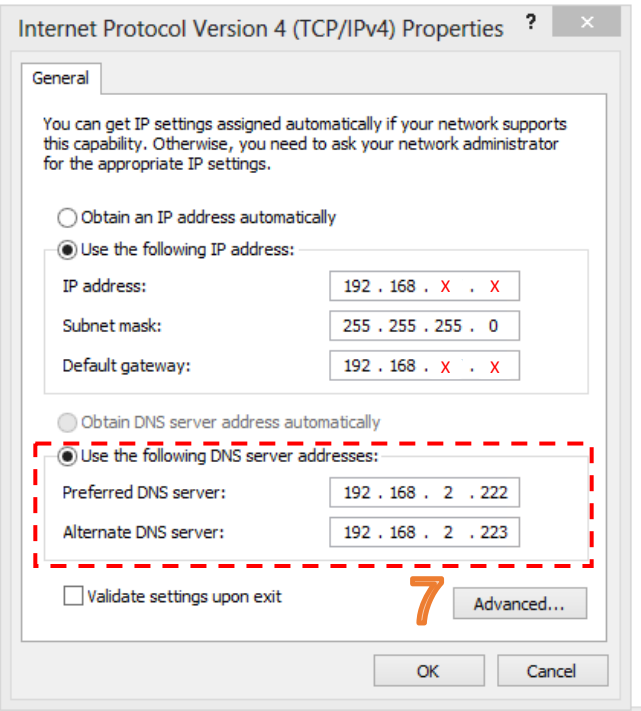 Internet Protocol Version 4 (TCP/IPv4) Properties ? ×
General
You can get IP settings assigned automatically if your network supports
this capability. Otherwise, you need to ask your network administrator
for the appropriate IP settings.
Obtain an IP address automatically
Use the following IP address:
IP address: 192 . 168 . X . X
Subnet mask: 255 . 255 . 255 . 0
Default gateway: 192 . 168 . X . X
Obtain DNS server address automatically
Use the following DNS server addresses:
Preferred DNS server: 192 . 168 . 2 . 222
Alternate DNS server: 192 . 168 . 2 . 223
Validate settings upon exit
7
Advanced...
OK Cancel